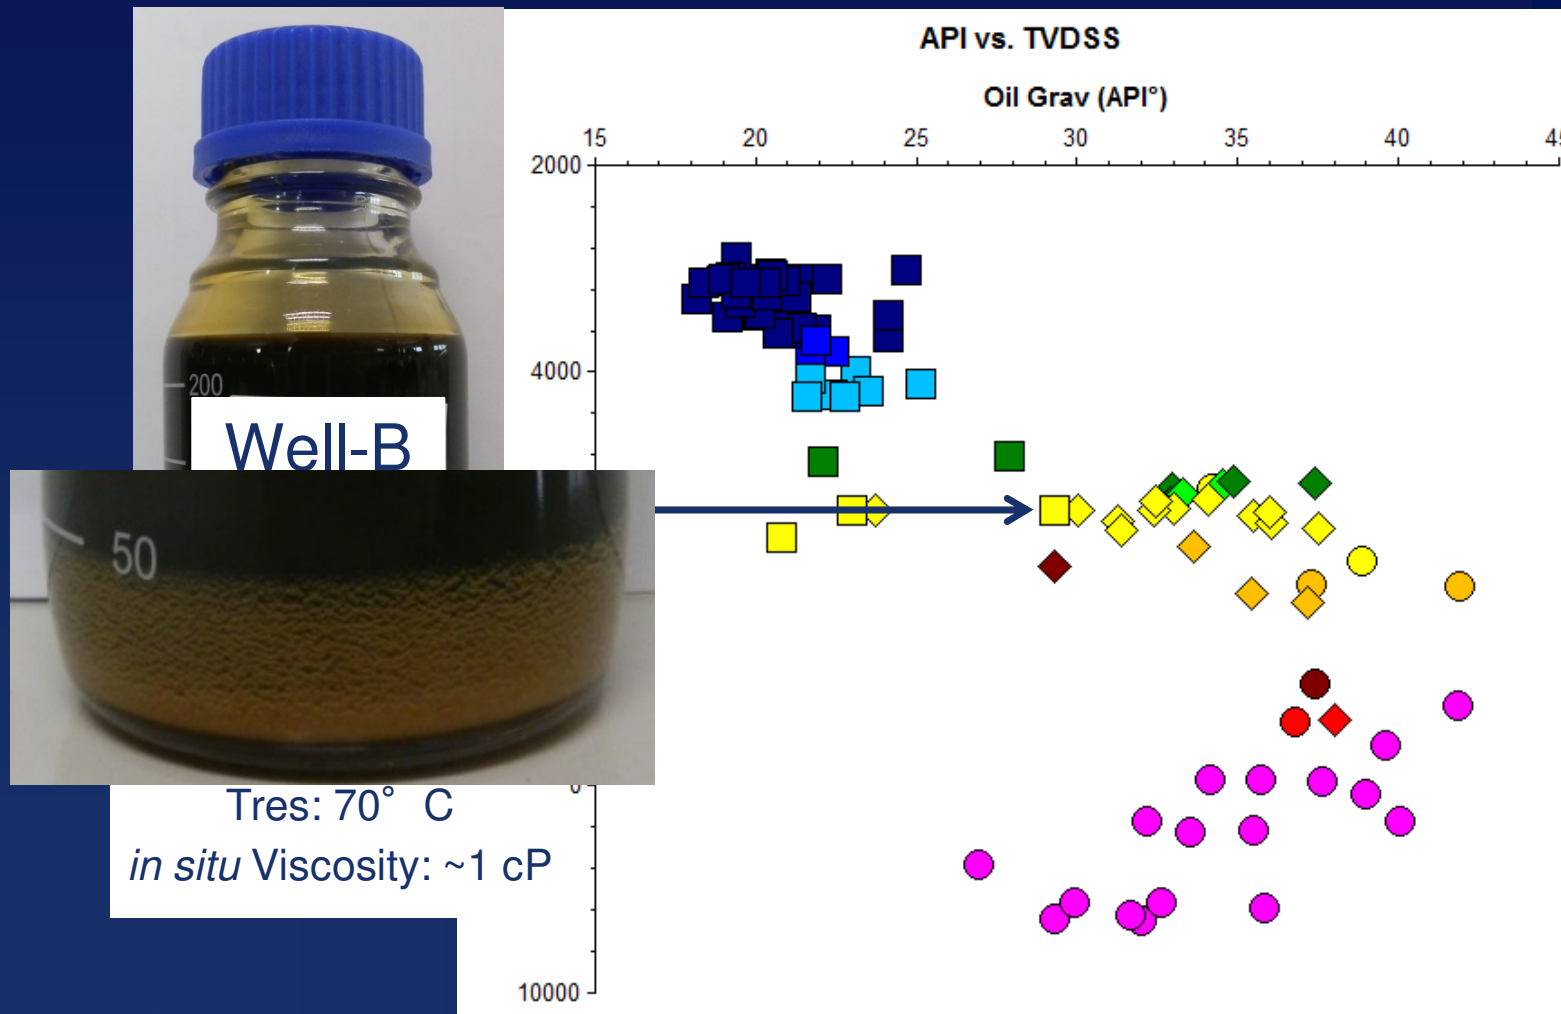 API vs. TVDSS
Oil Grav (API°)
15 20 25 30 35 40
2000
4000
10000
200
Well-B
50
Tres: 70° C
in situ Viscosity: ~1 cP